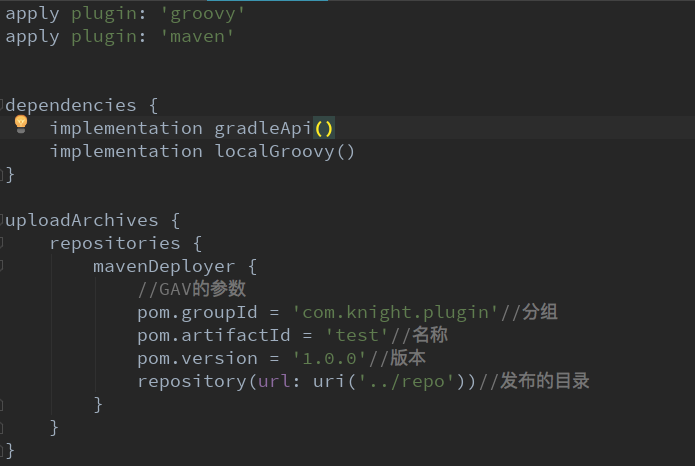 apply plugin: 'groovy'
apply plugin: 'maven'
dependencies {
    implementation gradleApi()
    implementation localGroovy()
}
uploadArchives {
    repositories {
        mavenDeployer {
            //GAV的参数
            pom.groupId = 'com.knight.plugin'//分组
            pom.artifactId = 'test'//名称
            pom.version = '1.0.0'//版本
            repository(url: uri('../repo'))//发布的目录
        }
    }
}